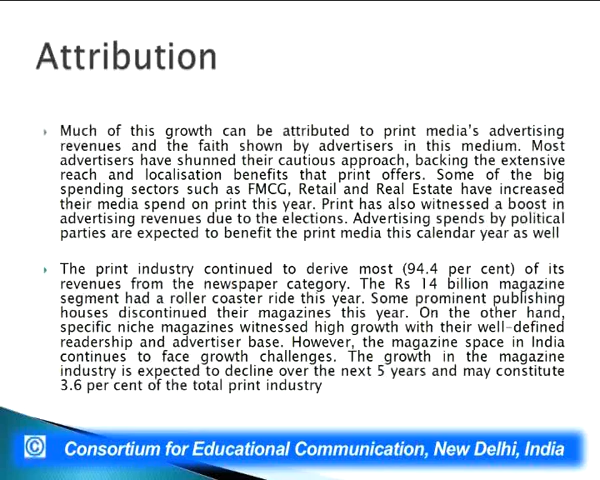 Attribution
Much of this growth can be attributed to print media's advertising
revenues and the faith shown by advertisers in this medium. Most
advertisers have shunned their cautious approach, backing the extensive
reach and localisation benefits that print offers. Some of the big
spending sectors such as FMCG, Retail and Real Estate have increased
their media spend on print this year. Print has also witnessed a boost in
advertising revenues due to the elections. Advertising spends by political
parties are expected to benefit the print media this calendar year as well
The print industry continued to derive most (94.4 per cent) of its
revenues from the newspaper category. The Rs 14 billion magazine
segment had a roller coaster ride this year. Some prominent publishing
houses discontinued their magazines this year. On the other hand,
specific niche magazines witnessed high growth with their well-defined
readership and advertiser base. However, the magazine space in India
continues to face growth challenges. The growth in the magazine
industry is expected to decline over the next 5 years and may constitute
3.6 per cent of the total print industry
© Consortium for Educational Communication, New Delhi, India